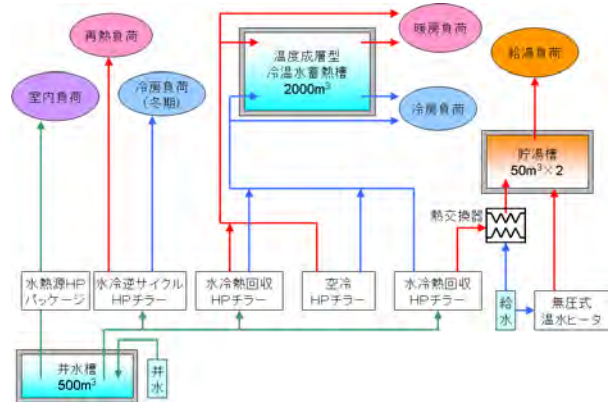 再熱負荷
暖房負荷
温度成層型
冷温水蓄熱槽
2000m³
給湯負荷
室内負荷
冷房負荷
(冬期)
冷房負荷
貯湯槽
50m³×2
熱交換器
水熱源HP
パッケージ
水冷逆サイクル
HPチラー
水冷熱回収
HPチラー
空冷
HPチラー
水冷熱回収
HPチラー
給水
無圧式
温水ヒータ
井水槽
500m³
井水